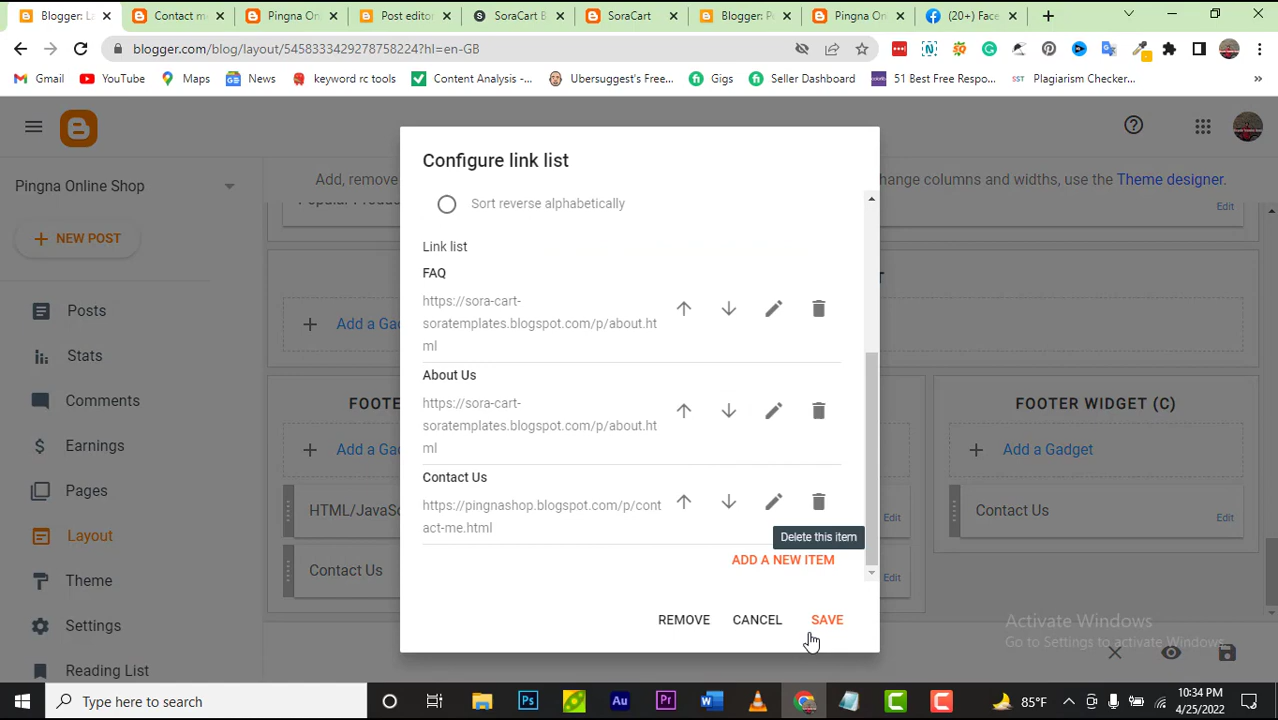 Blogger: La
Contact m
Pingna Onl
Post editor
SoraCart B
SoraCart
Blogger: Pi
Pingna On
(20+) Face
blogger.com/blog/layout/5458333429278758224?hl=en-GB
Gmail
YouTube
Maps
News
keyword rc tools
Content Analysis -...
Ubersuggest's Free...
Gigs
Seller Dashboard
51 Best Free Respo...
Plagiarism Checker...
Pingna Online Shop
Add, remove
hange columns and widths, use the Theme designer.
NEW POST
Edit
Posts
Stats
Comments
Earnings
Pages
Layout
Theme
Settings
Reading List
Configure link list
Sort reverse alphabetically
Link list
FAQ
https://sora-cart-
soratemplates.blogspot.com/p/about.ht
ml
About Us
https://sora-cart-
soratemplates.blogspot.com/p/about.ht
ml
Contact Us
https://pingnashop.blogspot.com/p/cont
act-me.html
Delete this item
ADD A NEW ITEM
REMOVE
CANCEL
SAVE
Add a Gadg
T
FOOTE
Add a Gadg
HTML/JavaSc
Edit
Contact Us
Edit
FOOTER WIDGET (C)
Add a Gadget
Contact Us
Edit
Activate Windows
Go to Settings to activate Windows.
Type here to search
85°F
10:34 PM
4/25/2022